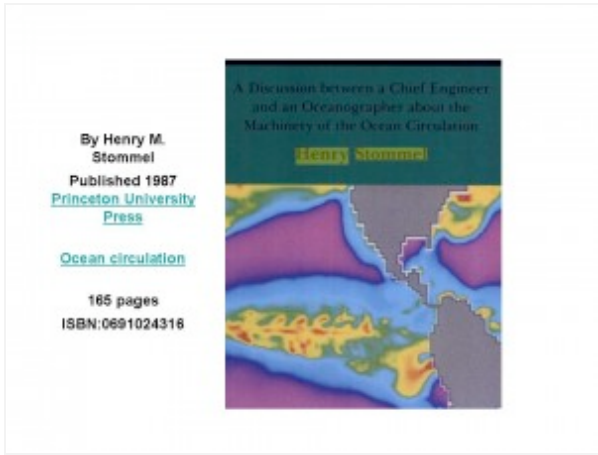 By Henry M.
Stommel
Published 1987
Princeton University
Press
Ocean circulation
165 pages
ISBN:0691024316
A Discussion between a Chief Engineer
and an Oceanographer about the
Machinery of the Ocean Circulation
Henry Stommel